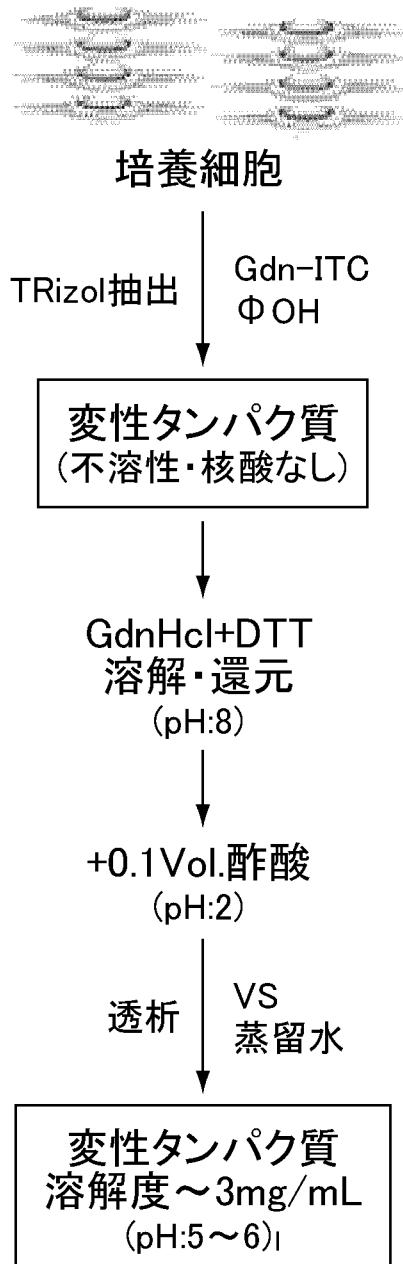 培養細胞
TRizol抽出
Gdn-ITC
ΦOH
変性タンパク質
(不溶性・核酸なし)
GdnHcl+DTT
溶解・還元
(pH:8)
+0.1Vol.酢酸
(pH:2)
透析
VS
蒸留水
変性タンパク質
溶解度～3mg/mL
(pH:5～6)